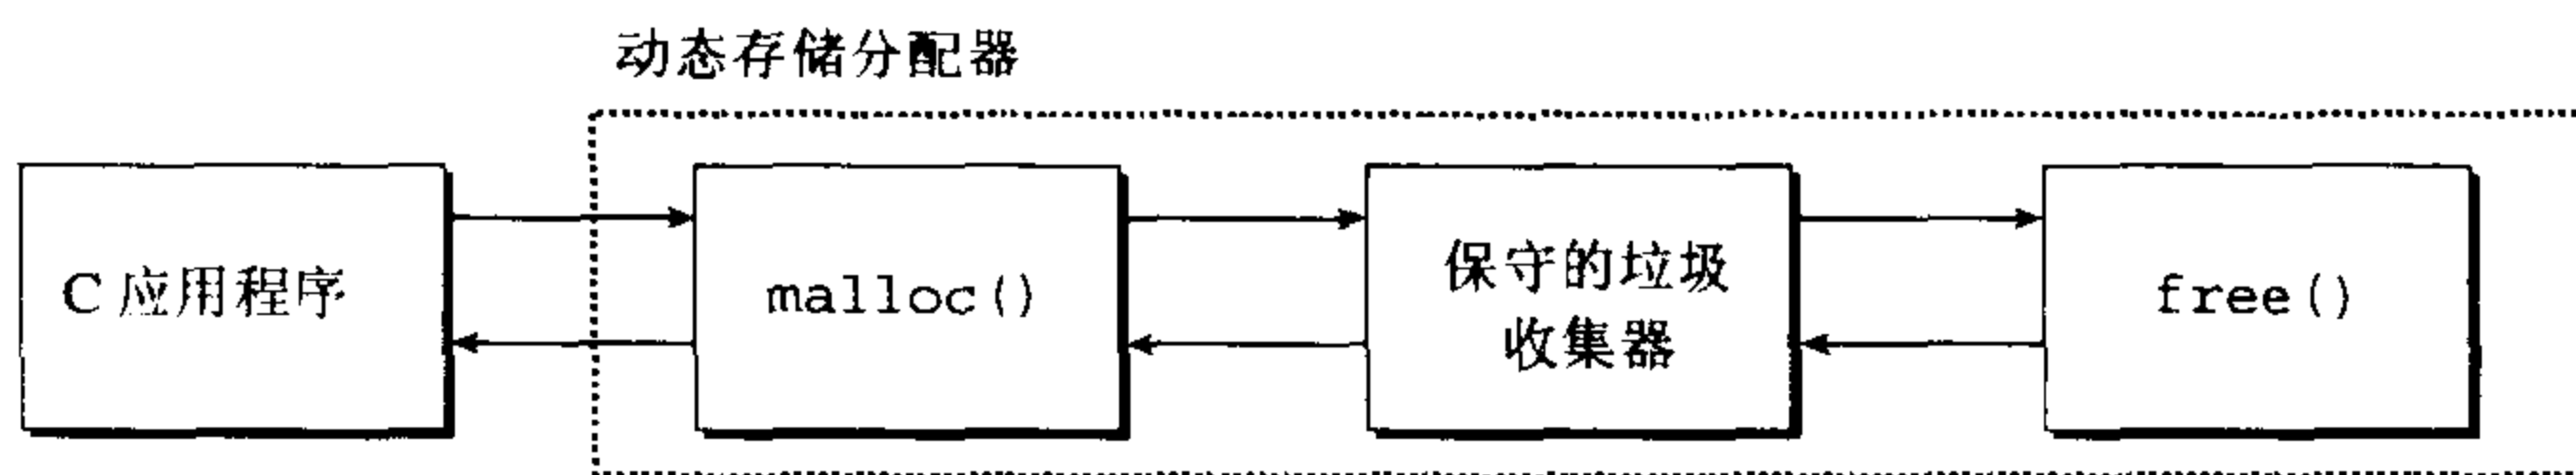 动态存储分配器
C 应用程序
malloc()
保守的垃圾
收集器
free()